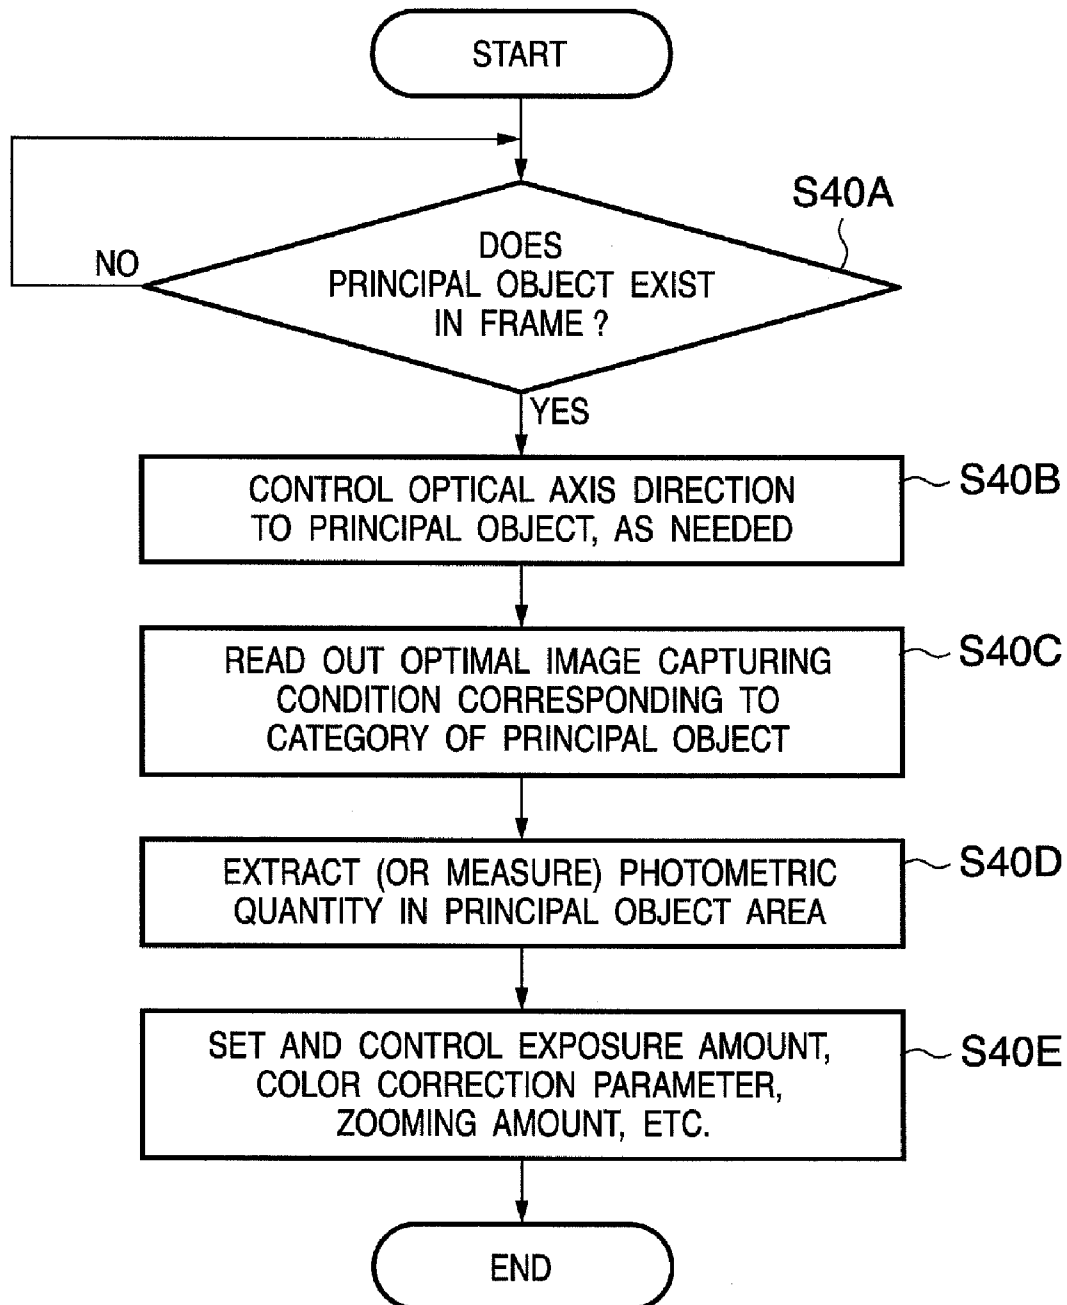 START
S40A
NO
DOES
PRINCIPAL OBJECT EXIST
IN FRAME ?
YES
CONTROL OPTICAL AXIS DIRECTION
TO PRINCIPAL OBJECT, AS NEEDED
S40B
READ OUT OPTIMAL IMAGE CAPTURING
CONDITION CORRESPONDING TO
CATEGORY OF PRINCIPAL OBJECT
S40C
EXTRACT (OR MEASURE) PHOTOMETRIC
QUANTITY IN PRINCIPAL OBJECT AREA
S40D
SET AND CONTROL EXPOSURE AMOUNT,
COLOR CORRECTION PARAMETER,
ZOOMING AMOUNT, ETC.
S40E
END